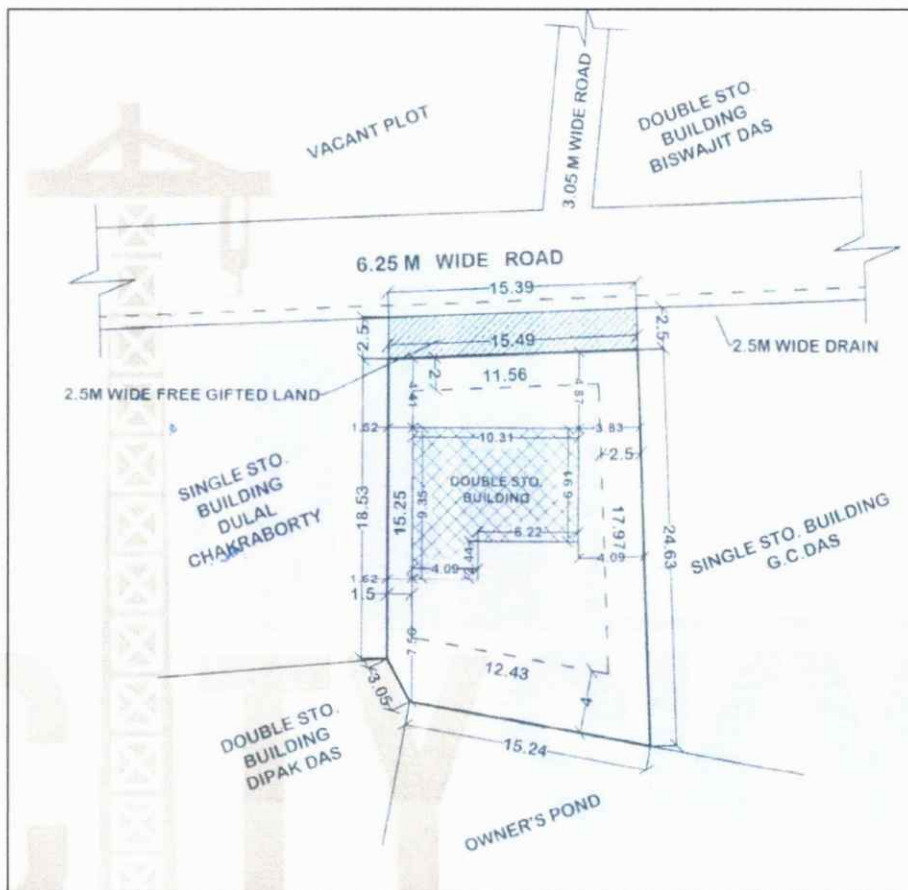 VACANT PLOT
3.05 M WIDE ROAD
DOUBLE STO.
BUILDING
BISWAJIT DAS
6.25 M WIDE ROAD
15.39
2.5
15.49
2.5
2.5M WIDE DRAIN
2.5M WIDE FREE GIFTED LAND
2
11.56
4.41
4.87
1.52
10.31
3.83
2.5
SINGLE STO.
BUILDING
DULAL
CHAKRABORTY
18.53
15.25
9.35
DOUBLE STO.
BUILDING
6.91
17.97
24.63
SINGLE STO. BUILDING
G.C.DAS
6.22
4.09
4.09
1.52
1.5
12.43
4
3.05
15.24
DOUBLE STO.
BUILDING
DIPAK DAS
OWNER'S POND